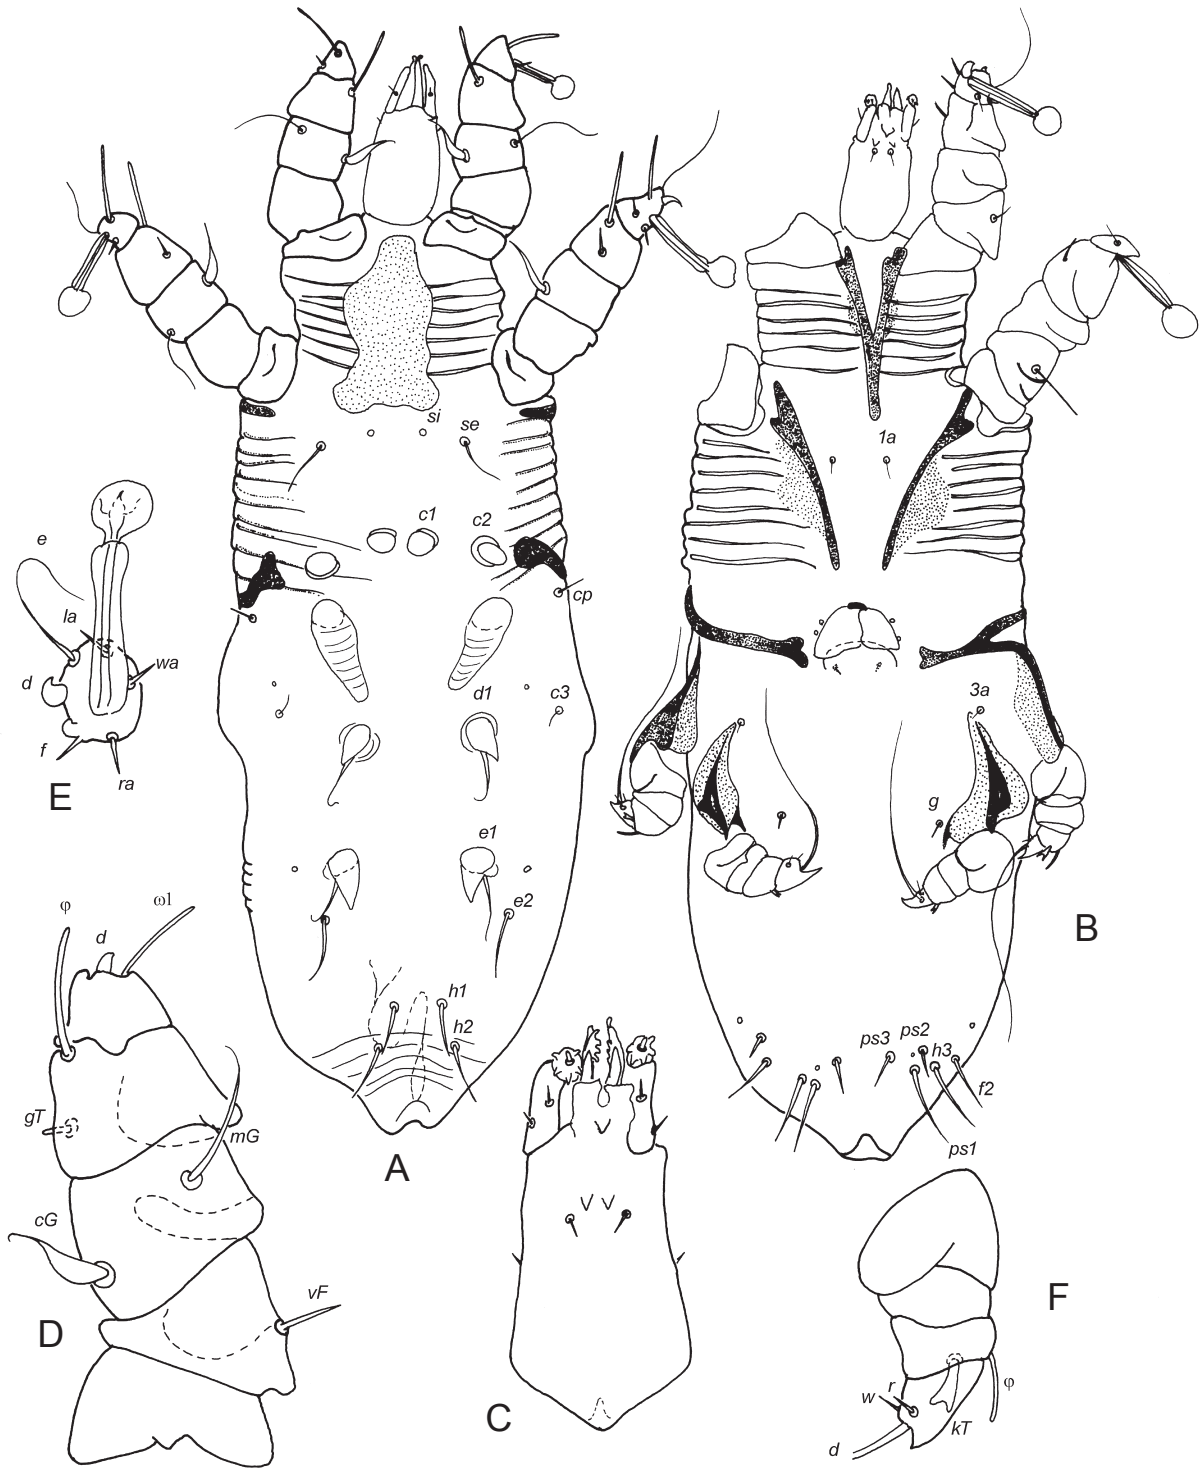 si
se
c1
c2
cp
d1
c3
e1
e2
h1
h2
A
1a
3a
g
B
ps3
ps2
h3
f2
ps1
C
φ
d
ω1
gT
mG
cG
vF
D
e
la
wa
d
f
ra
E
F
w
r
φ
kT
d